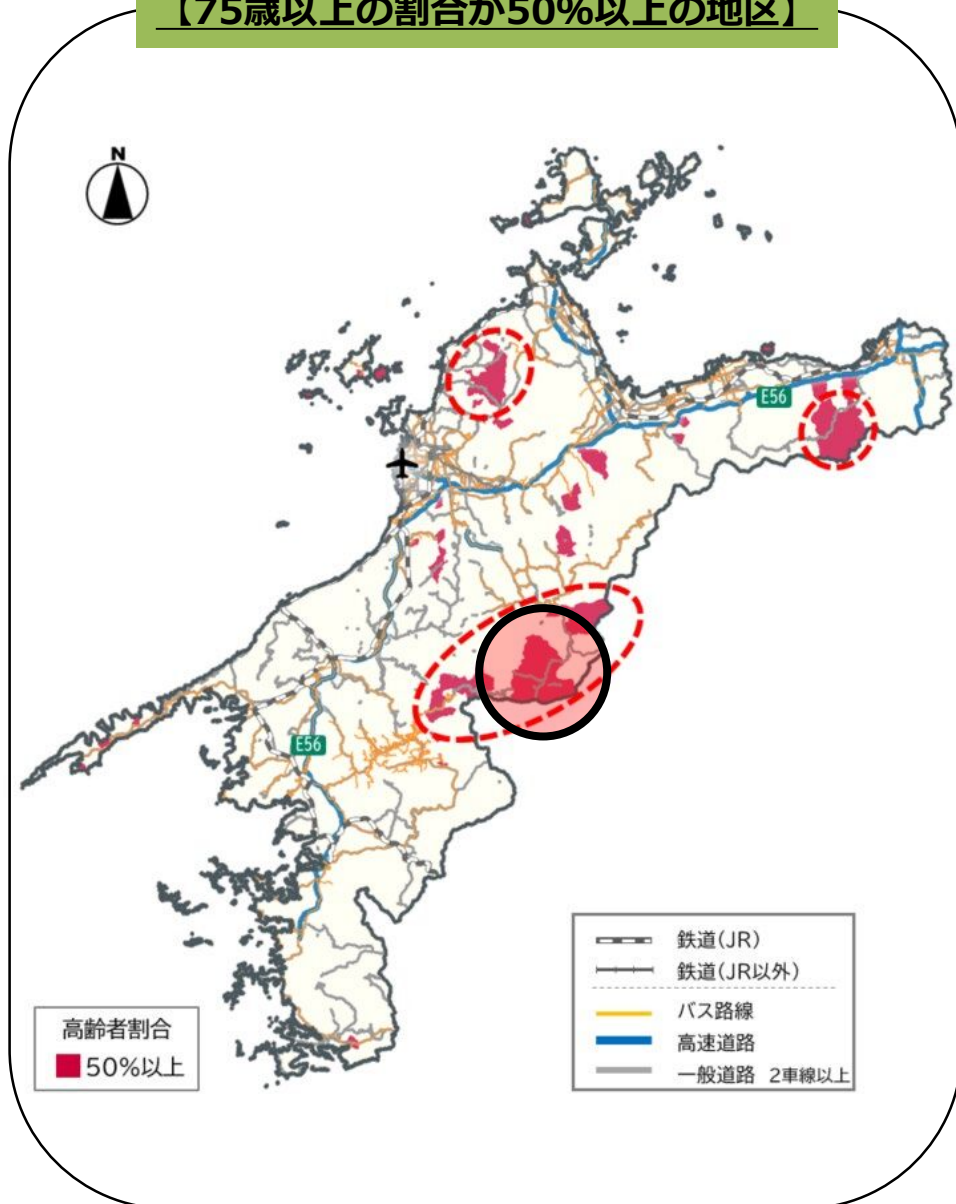 【75歳以上の割合が50%以上の地区】
N
E56
E56
鉄道(JR)
鉄道(JR以外)
バス路線
高速道路
一般道路 2車線以上
高齢者割合
50%以上